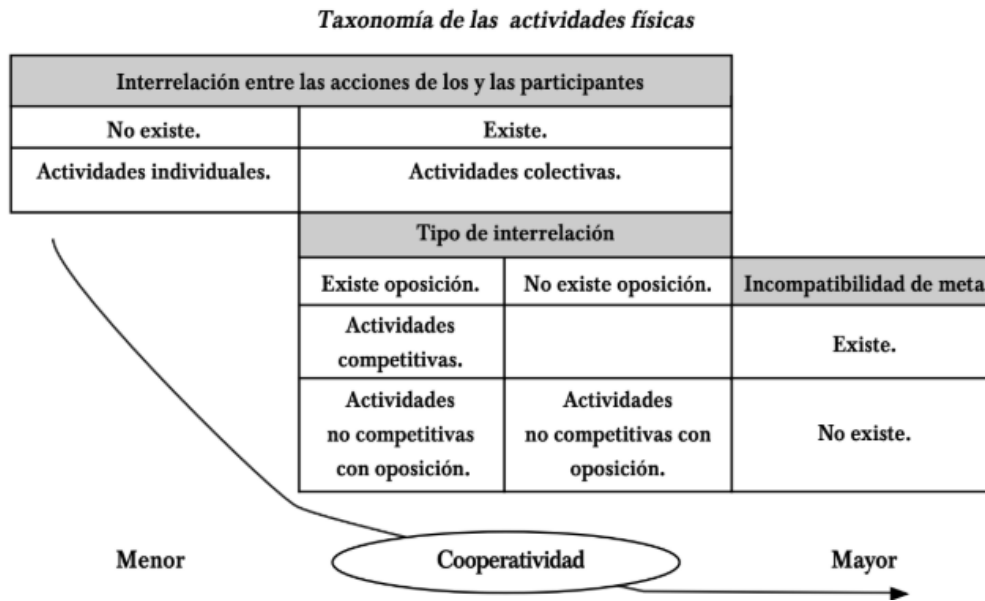 Taxonomía de las actividades físicas
Interrelación entre las acciones de los y las participantes
No existe.
Existe.
Actividades individuales.
Actividades colectivas.
Tipo de interrelación
Existe oposición.
No existe oposición.
Incompatibilidad de meta
Actividades
competitivas.
Existe.
Actividades
no competitivas
con oposición.
Actividades
no competitivas con
oposición.
No existe.
Menor
Cooperatividad
Mayor